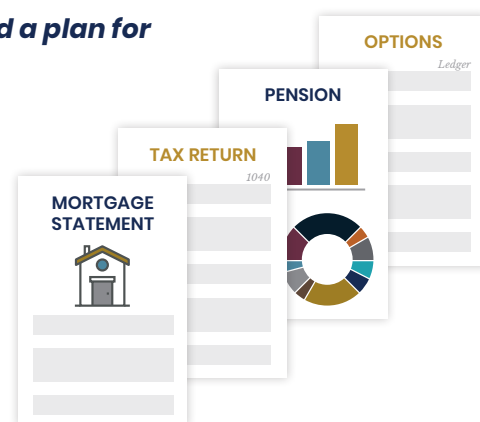 d a plan for
OPTIONS
Ledger
PENSION
TAX RETURN
1040
MORTGAGE
STATEMENT